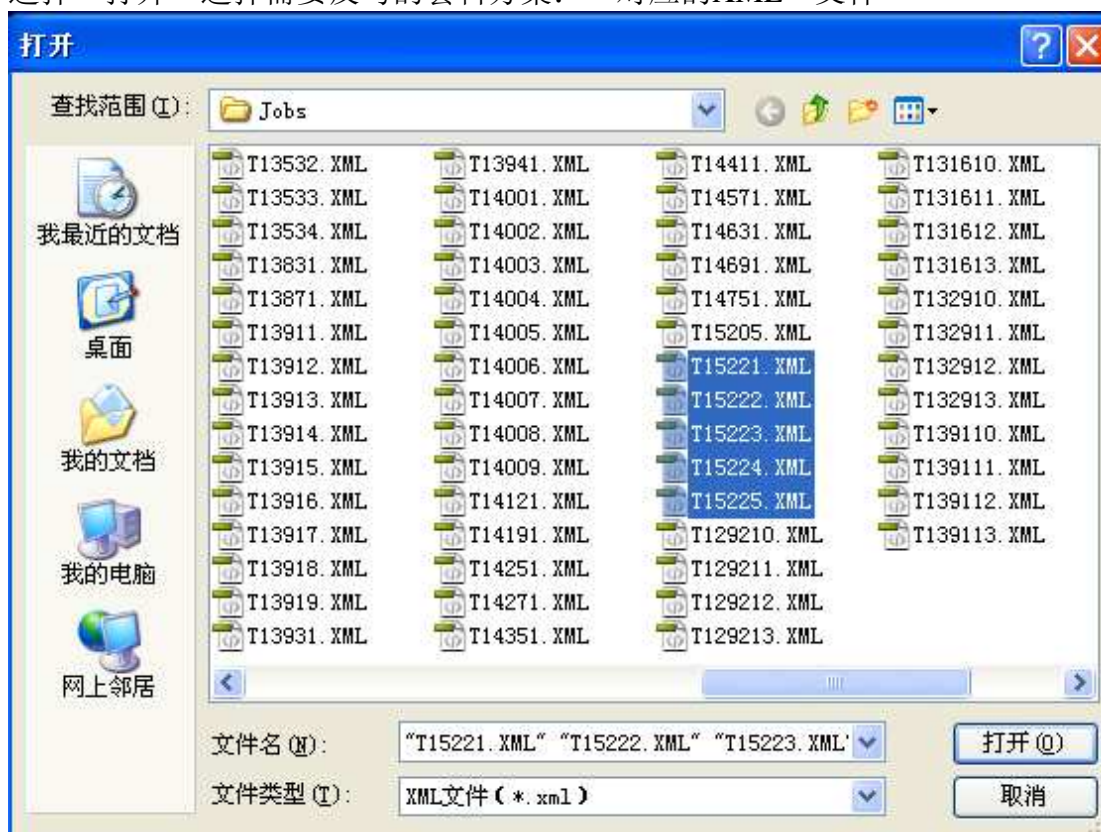 打开
查找范围(I): Jobs
我最近的文档
桌面
我的文档
我的电脑
网上邻居
T13532.XML
T13533.XML
T13534.XML
T13831.XML
T13871.XML
T13911.XML
T13912.XML
T13913.XML
T13914.XML
T13915.XML
T13916.XML
T13917.XML
T13918.XML
T13919.XML
T13931.XML
T13941.XML
T14001.XML
T14002.XML
T14003.XML
T14004.XML
T14005.XML
T14006.XML
T14007.XML
T14008.XML
T14009.XML
T14121.XML
T14191.XML
T14251.XML
T14271.XML
T14351.XML
T14411.XML
T14571.XML
T14631.XML
T14691.XML
T14751.XML
T15205.XML
T15221.XML
T15222.XML
T15223.XML
T15224.XML
T15225.XML
T129210.XML
T129211.XML
T129212.XML
T129213.XML
T131610.XML
T131611.XML
T131612.XML
T131613.XML
T132910.XML
T132911.XML
T132912.XML
T132913.XML
T139110.XML
T139111.XML
T139112.XML
T139113.XML
文件名(N): "T15221.XML" "T15222.XML" "T15223.XML" 打开(O)
文件类型(T): XML文件(*.xml) 取消